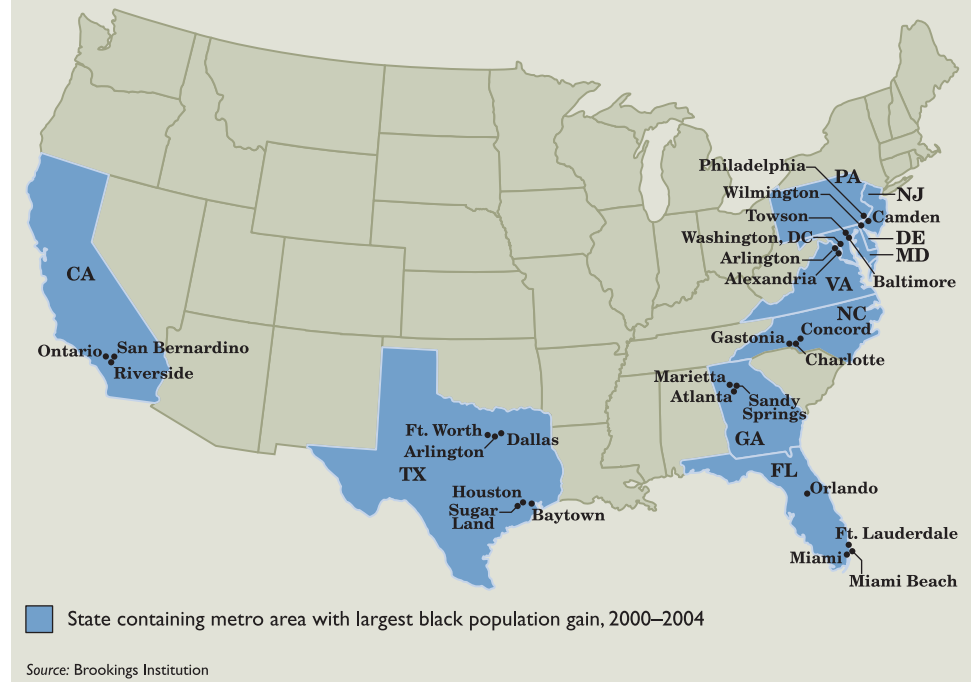 Philadelphia
PA
Wilmington
NJ
Towson
Camden
Washington, DC
DE
Arlington
MD
Alexandria
VA
Baltimore
CA
NC
Concord
Gastonia
Charlotte
Ontario
San Bernardino
Riverside
Marietta
Atlanta
Sandy
Springs
GA
Ft. Worth
Dallas
Arlington
TX
FL
Houston
Orlando
Sugar
Land
Baytown
Ft. Lauderdale
Miami
Miami Beach
State containing metro area with largest black population gain, 2000–2004
Source: Brookings Institution